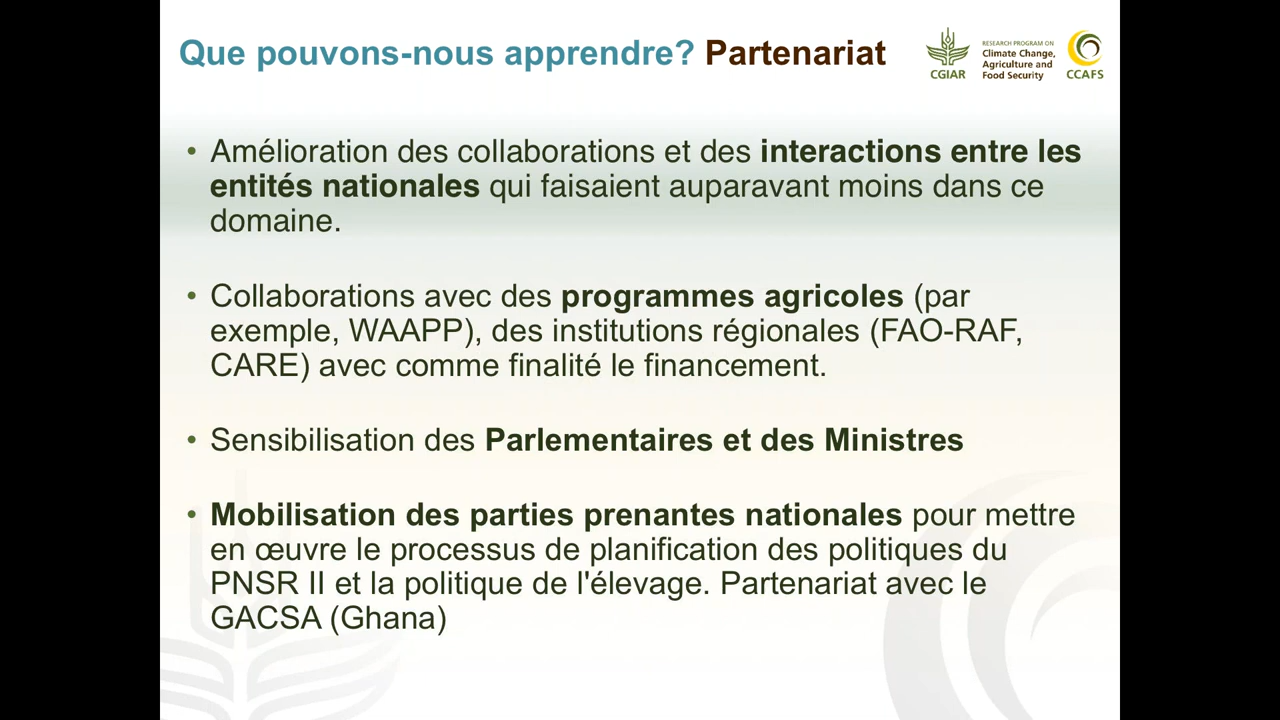 Que pouvons-nous apprendre? Partenariat
CGIAR
RESEARCH PROGRAM ON
Climate Change,
Agriculture and
Food Security
CCAFS
• Amélioration des collaborations et des interactions entre les
entités nationales qui faisaient auparavant moins dans ce
domaine.
• Collaborations avec des programmes agricoles (par
exemple, WAAPP), des institutions régionales (FAO-RAF,
CARE) avec comme finalité le financement.
• Sensibilisation des Parlementaires et des Ministres
• Mobilisation des parties prenantes nationales pour mettre
en œuvre le processus de planification des politiques du
PNSR II et la politique de l'élevage. Partenariat avec le
GACSA (Ghana)